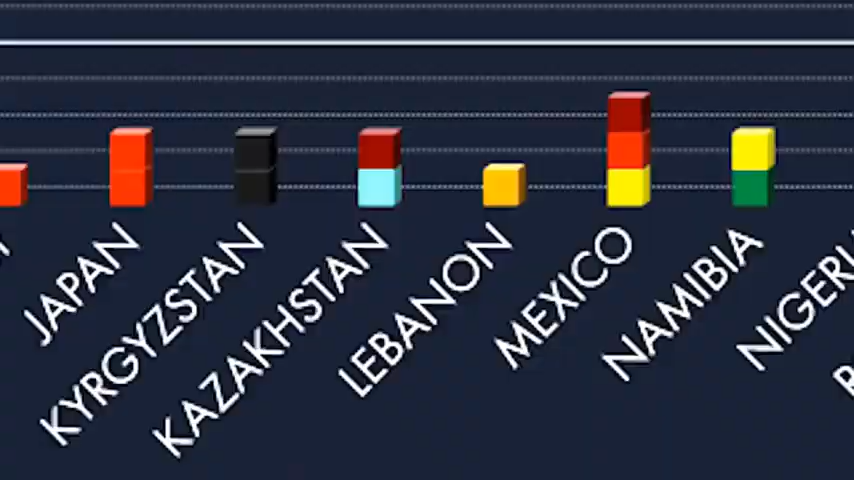 JAPAN
KYRGYZSTAN
KAZAKHSTAN
LEBANON
MEXICO
NAMIBIA